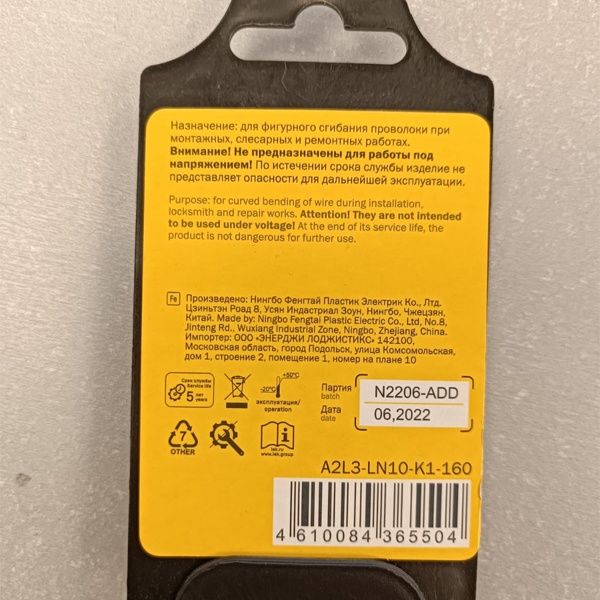 Назначение: для фигурного сгибания проволоки при
монтажных, слесарных и ремонтных работах.
Внимание! Не предназначены для работы под
напряжением! По истечении срока службы изделие не
представляет опасности для дальнейшей эксплуатации.
Purpose: for curved bending of wire during installation,
locksmith and repair works. Attention! They are not intended
to be used under voltage! At the end of its service life, the
product is not dangerous for further use.
Fe Произведено: Нингбо Фенгтай Пластик Электрик Ко., Лтд.
Цзиньтэн Роад 8, Усян Индастриал Зоун, Нингбо, Чжецзян,
Китай. Made by: Ningbo Fengtai Plastic Electric Co., Ltd, No.8,
Jinteng Rd., Wuxiang Industrial Zone, Ningbo, Zhejiang, China.
Импортер: ООО «ЭНЕРДЖИ ЛОДЖИСТИКС» 142100,
Московская область, город Подольск, улица Комсомольская,
дом 1, строение 2, помещение 1, номер на плане 10
Срок службы
Service life
5 лет
years
+50°C
-20°C
эксплуатация/
operation
Партия
batch
N2206-ADD
Дата
date
06,2022
7
OTHER
i
iek.ru
www.iek.group
A2L3-LN10-K1-160
4 610084 365504